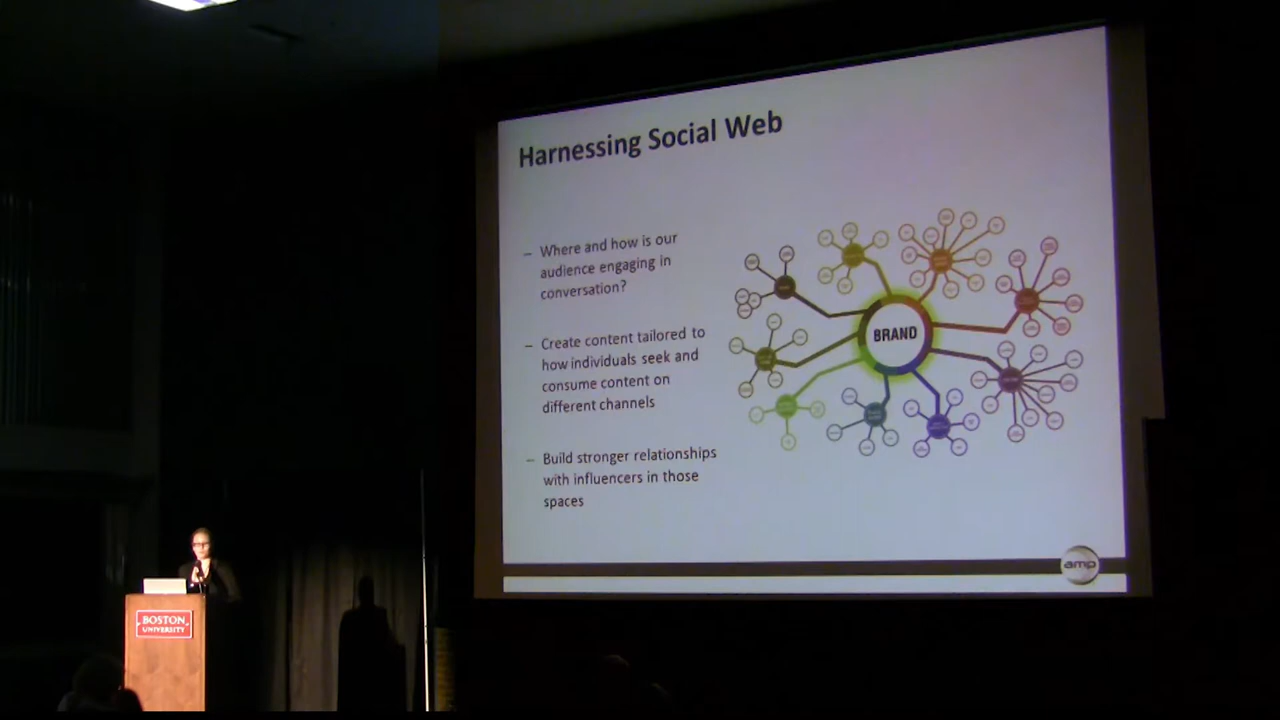 Harnessing Social Web
– Where and how is our
audience engaging in
conversation?
– Create content tailored to
how individuals seek and
consume content on
different channels
– Build stronger relationships
with influencers in those
spaces
BRAND
amp
BOSTON
UNIVERSITY